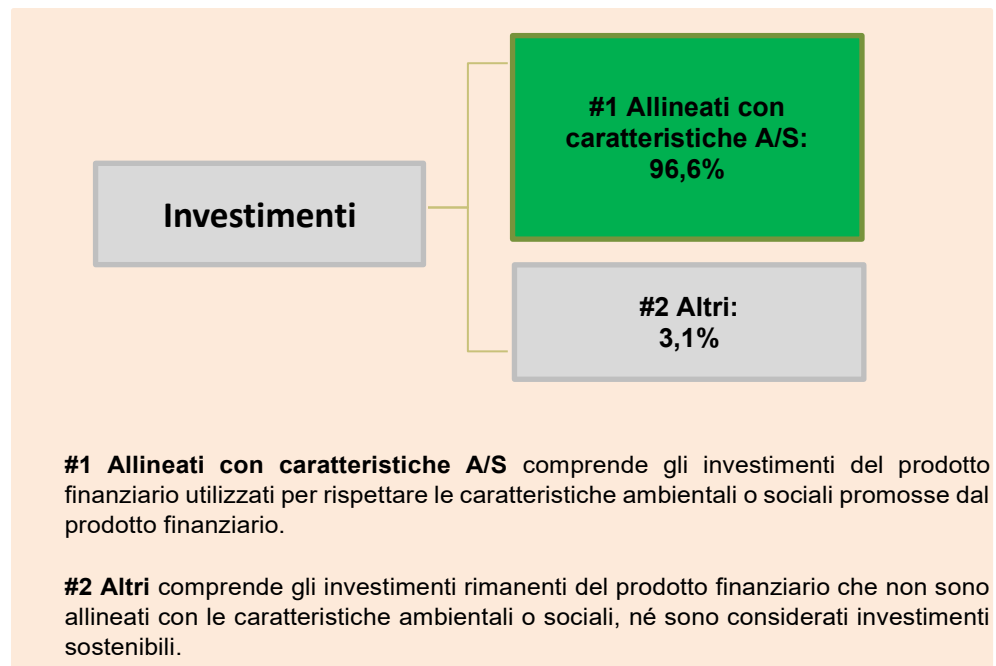 #1 Allineati con
caratteristiche A/S:
96,6%
Investimenti
#2 Altri:
3,1%
#1 Allineati con caratteristiche A/S comprende gli investimenti del prodotto
finanziario utilizzati per rispettare le caratteristiche ambientali o sociali promosse dal
prodotto finanziario.
#2 Altri comprende gli investimenti rimanenti del prodotto finanziario che non sono
allineati con le caratteristiche ambientali o sociali, né sono considerati investimenti
sostenibili.